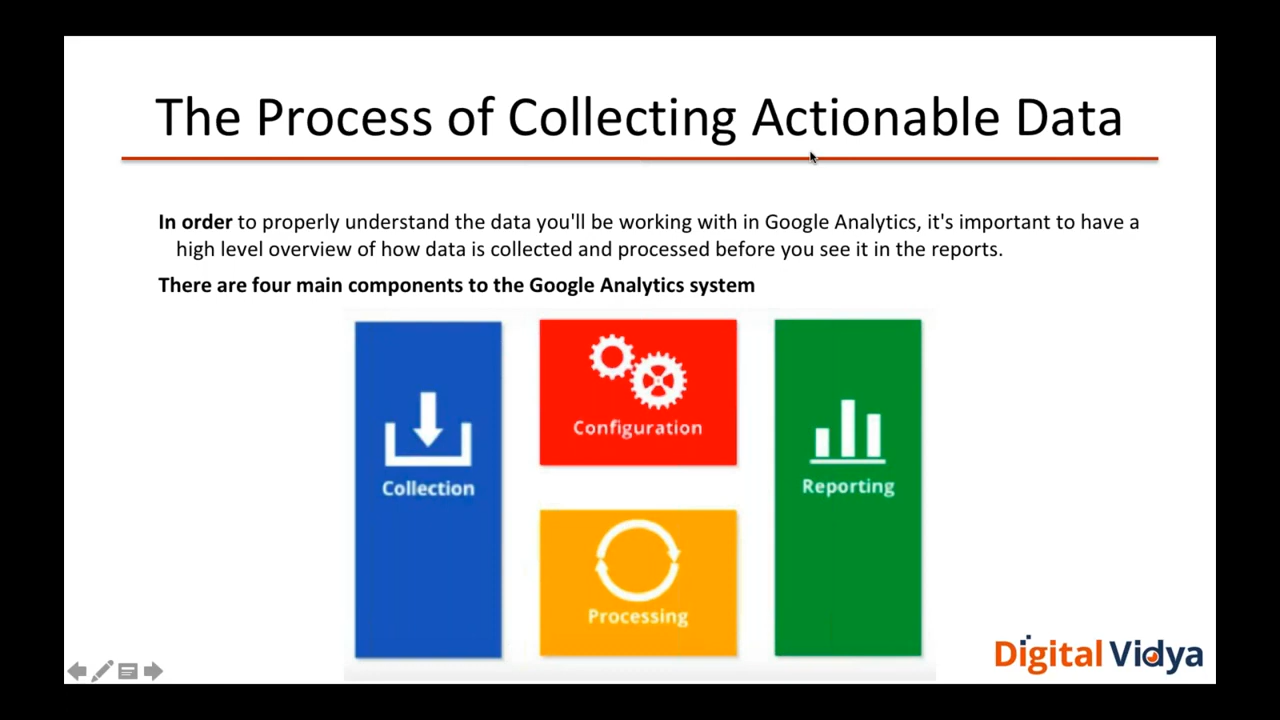 The Process of Collecting Actionable Data
In order to properly understand the data you'll be working with in Google Analytics, it's important to have a
high level overview of how data is collected and processed before you see it in the reports.
There are four main components to the Google Analytics system
Collection
Configuration
Processing
Reporting
Digital Vidya